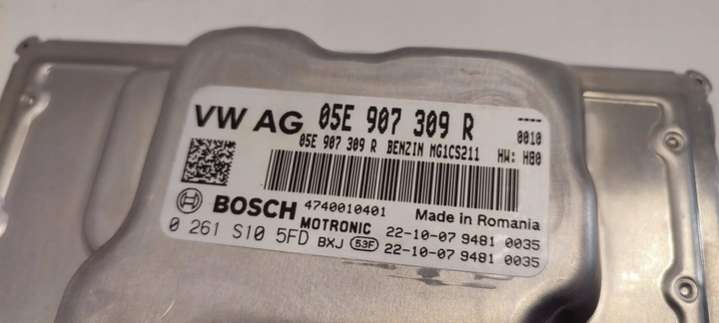 VW AG 05E 907 309 R ----
05E 907 309 R BENZIN MG1CS211 0010
HW: H80
BOSCH 4740010401 Made in Romania
MOTRONIC 22-10-07 9481 0035
0 261 S10 5FD BXJ 53F 22-10-07 9481 0035